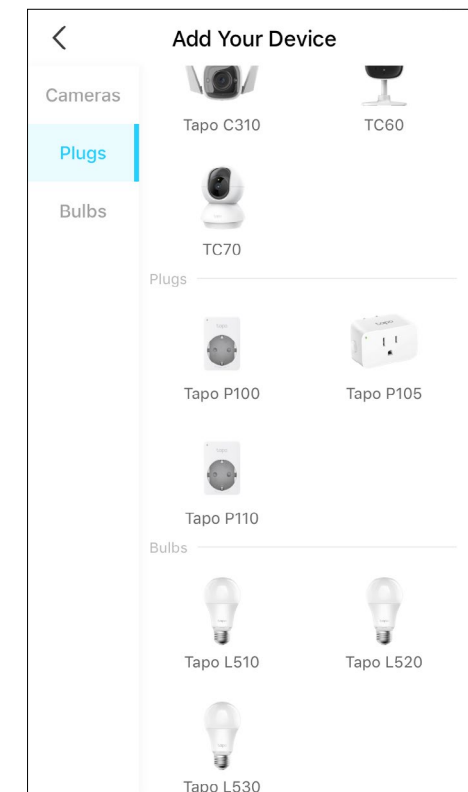 Add Your Device
Cameras
Plugs
Bulbs
Tapo C310
TC60
TC70
Plugs
Tapo P100
Tapo P105
Tapo P110
Bulbs
Tapo L510
Tapo L520
Tapo L530